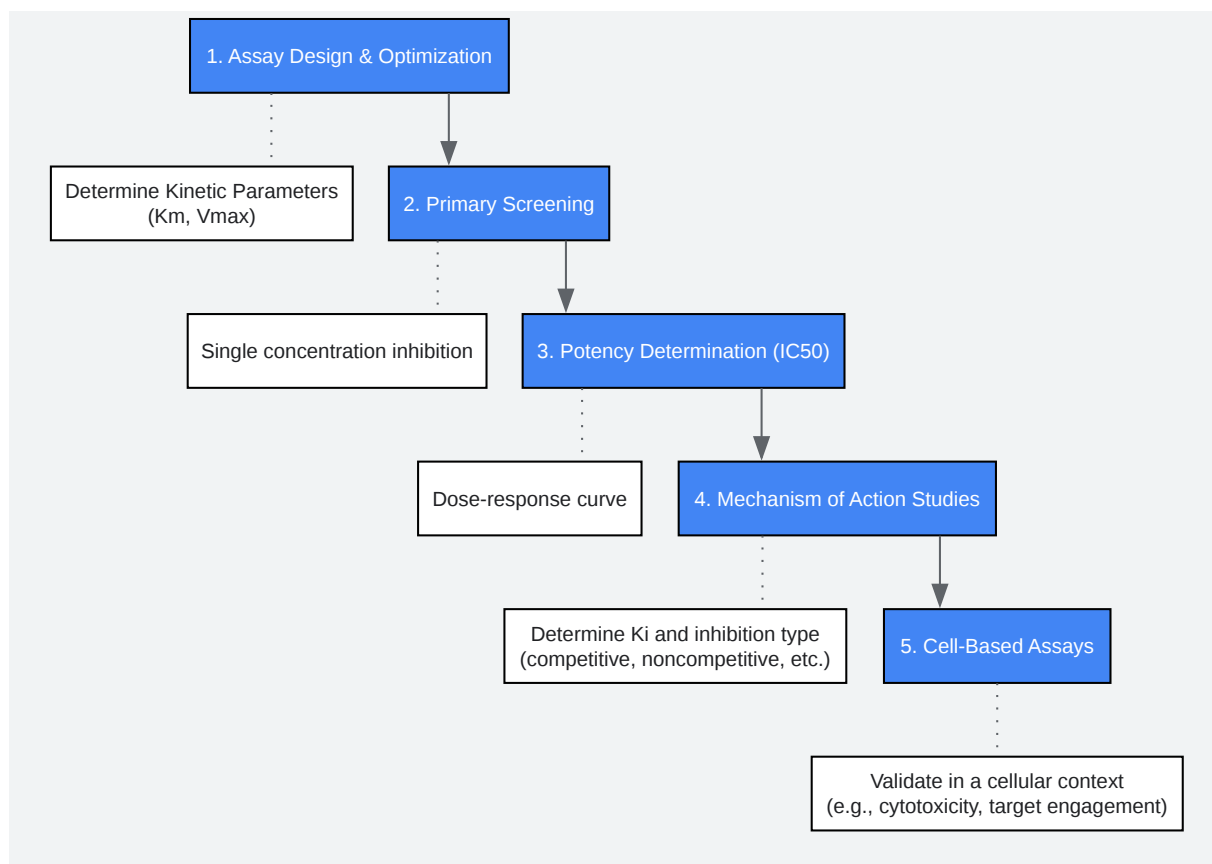 1. Assay Design & Optimization
Determine Kinetic Parameters
(Km, Vmax)
2. Primary Screening
Single concentration inhibition
3. Potency Determination (IC50)
Dose-response curve
4. Mechanism of Action Studies
Determine Ki and inhibition type
(competitive, noncompetitive, etc.)
5. Cell-Based Assays
Validate in a cellular context
(e.g., cytotoxicity, target engagement)